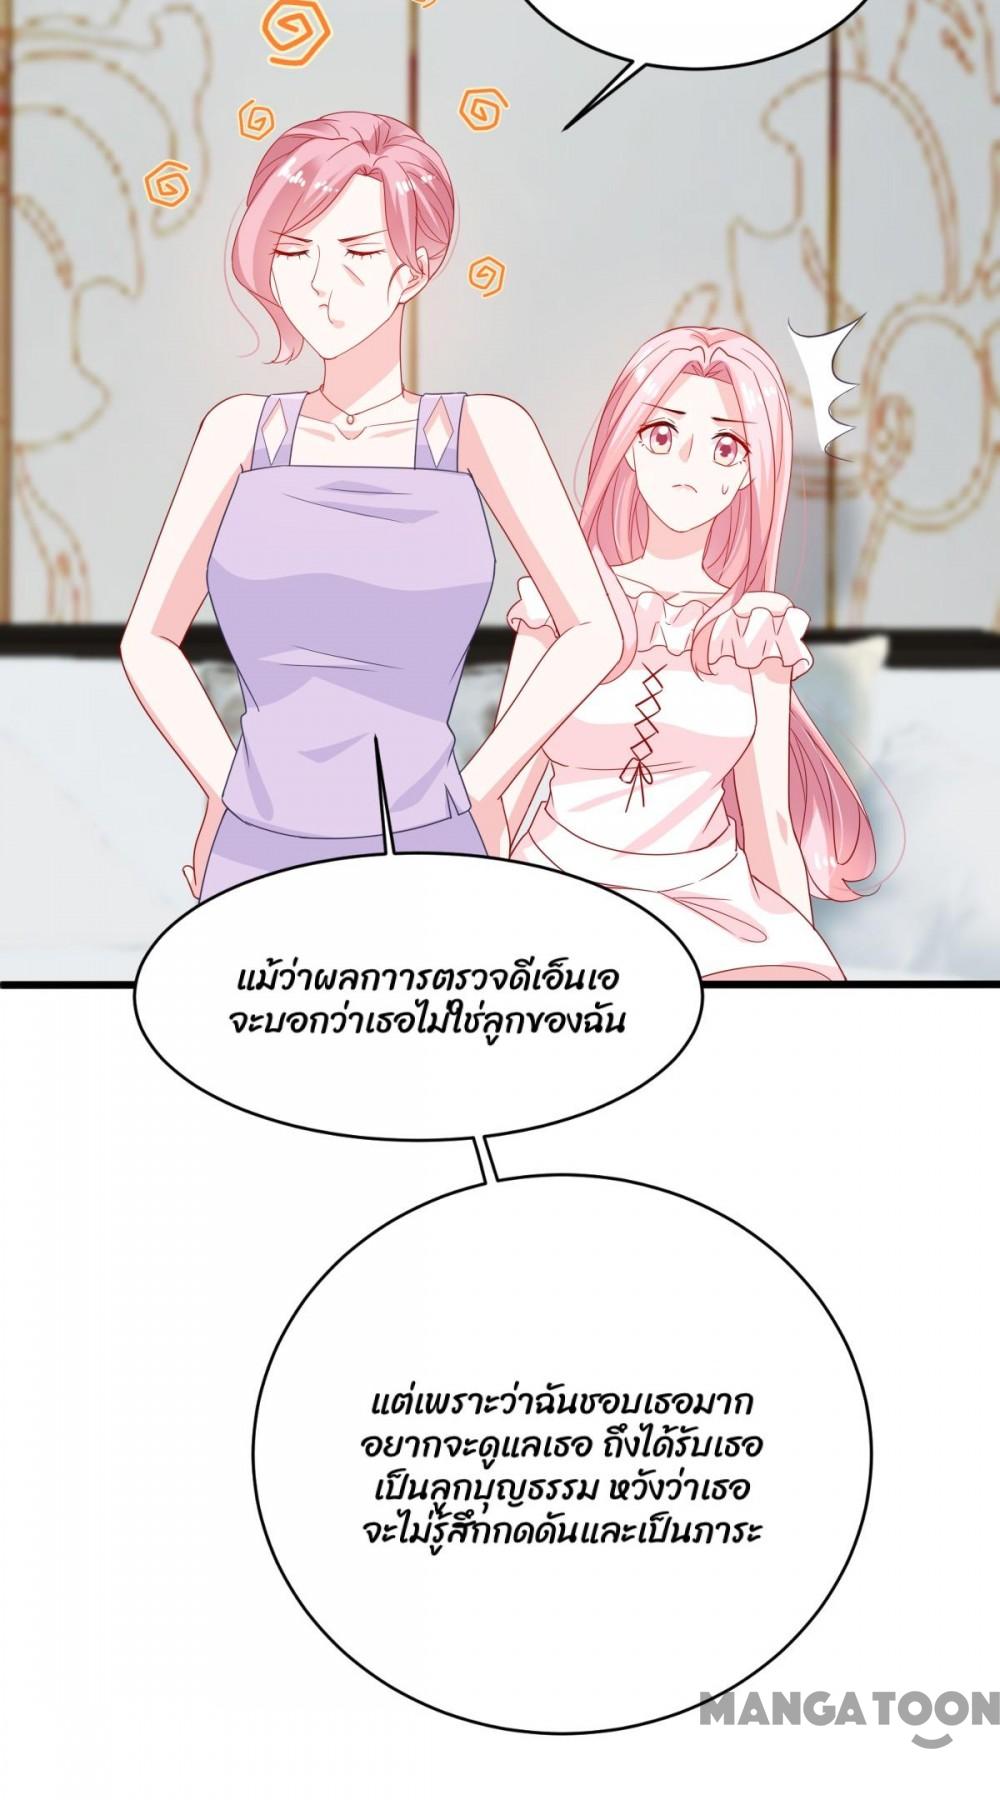 แม้ว่าผลการตรวจดีเอ็นเอ
จะบอกว่าเธอไม่ใช่ลูกของฉัน
แต่เพราะว่าฉันชอบเธอมาก
อยากจะดูแลเธอ ถึงได้รับเธอ
เป็นลูกบุญธรรม หวังว่าเธอ
จะไม่รู้สึกกดดันและเป็นภาระ
MANGATOON